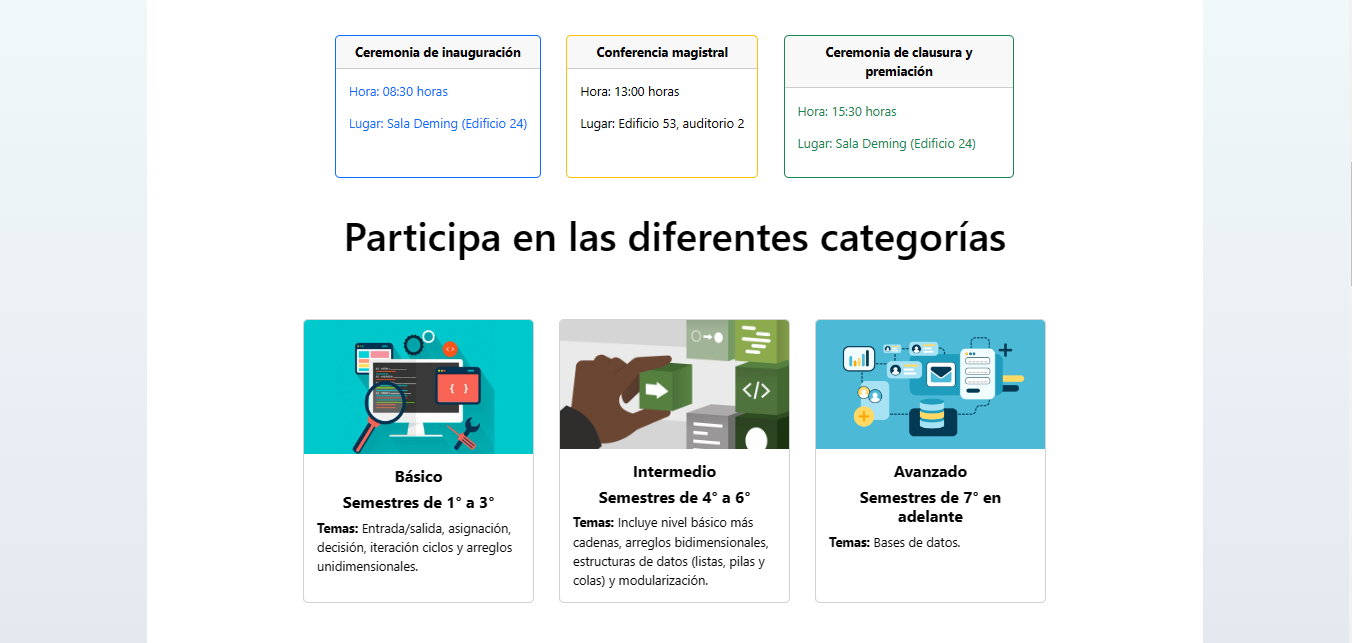 Ceremonia de inauguración
Hora: 08:30 horas
Lugar: Sala Deming (Edificio 24)
Conferencia magistral
Hora: 13:00 horas
Lugar: Edificio 53, auditorio 2
Ceremonia de clausura y
premiación
Hora: 15:30 horas
Lugar: Sala Deming (Edificio 24)
Participa en las diferentes categorías
Básico
Semestres de 1° a 3°
Temas: Entrada/salida, asignación,
decisión, iteración ciclos y arreglos
unidimensionales.
Intermedio
Semestres de 4° a 6°
Temas: Incluye nivel básico más
cadenas, arreglos bidimensionales,
estructuras de datos (listas, pilas y
colas) y modularización.
Avanzado
Semestres de 7° en
adelante
Temas: Bases de datos.